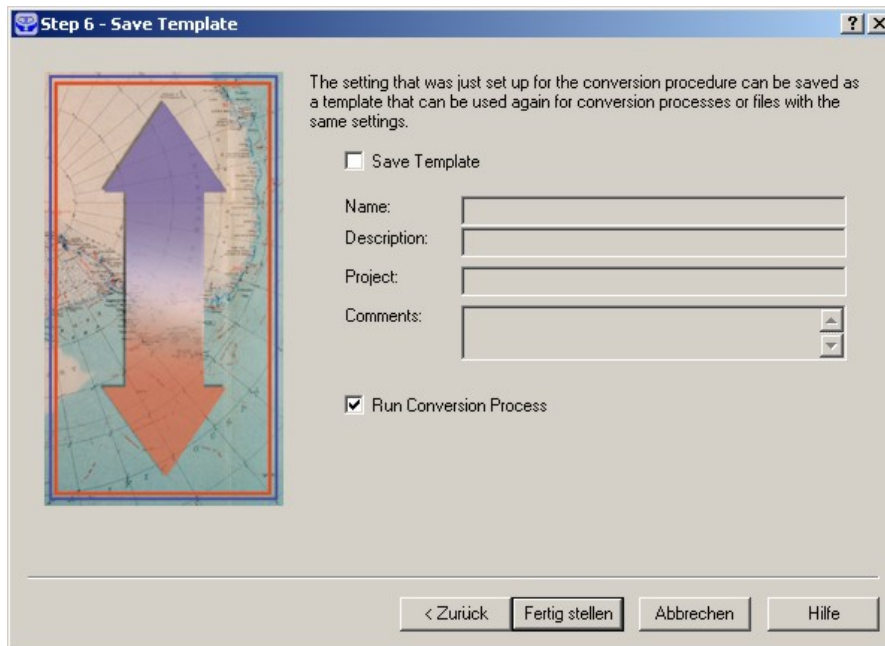 Step 6 - Save Template
The setting that was just set up for the conversion procedure can be saved as
a template that can be used again for conversion processes or files with the
same settings.
Save Template
Name:
Description:
Project:
Comments:
Run Conversion Process
< Zurück
Fertig stellen
Abbrechen
Hilfe